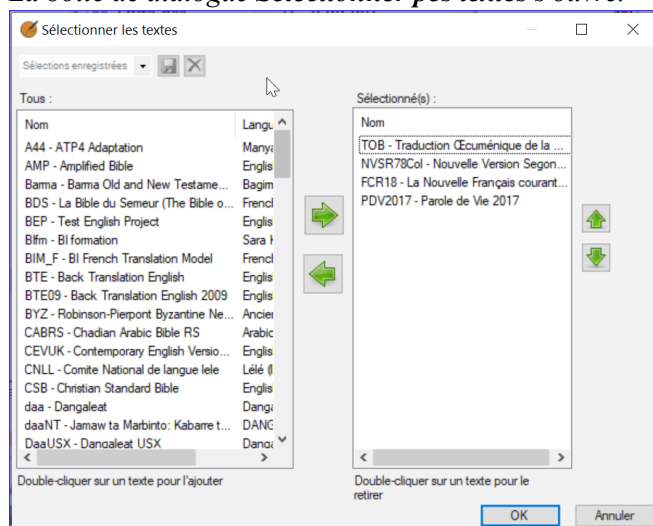 La boîte de dialogue Sélectionner pes textes s'ouvre.
Sélectionner les textes
Sélections enregistrées
Tous :
Nom Langu
A44 - ATP4 Adaptation Manya
AMP - Amplified Bible Englis
Bama - Bama Old and New Testame... Bagim
BDS - La Bible du Semeur (The Bible o... Frencl
BEP - Test English Project Englis
Blfm - BI formation Sara
BIM_F - BI French Translation Model Frencl
BTE - Back Translation English Englis
BTE09 - Back Translation English 2009 Englis
BYZ - Robinson-Pierpont Byzantine Ne... Ancier
CABRS - Chadian Arabic Bible RS Arabic
CEVUK - Contemporary English Versio... Englis
CNLL - Comite National de langue lele Lélé (
CSB - Christian Standard Bible Englis
daa - Dangaleat Danga
daaNT - Jamaw ta Marbinto: Kabarre t... DANG
DaaUSX - Dangaleat USX Danga
Double-cliquer sur un texte pour l'ajouter
Sélectionné(s) :
Nom
TOB - Traduction Œcuménique de la ...
NVSR78Col - Nouvelle Version Segon...
FCR18 - La Nouvelle Français courant...
PDV2017 - Parole de Vie 2017
Double-cliquer sur un texte pour le
retirer
OK Annuler